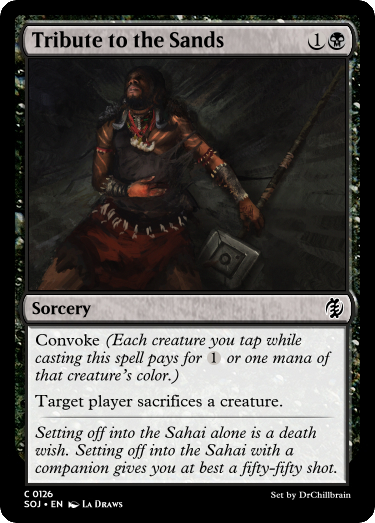 Tribute to the Sands 1
Sorcery
Convoke (Each creature you tap while
casting this spell pays for 1 or one mana of
that creature's color.)
Target player sacrifices a creature.
Setting off into the Sahai alone is a death
wish. Setting off into the Sahai with a
companion gives you at best a fifty-fifty shot.
C 0126
SOJ • EN LA DRAWS
Set by DrChillbrain